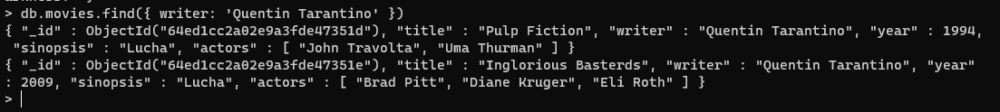 > db.movies.find({ writer: 'Quentin Tarantino' })
{ "_id" : ObjectId("64ed1cc2a02e9a3fde47351d"), "title" : "Pulp Fiction", "writer" : "Quentin Tarantino", "year" : 1994,
"sinopsis" : "Lucha", "actors" : [ "John Travolta", "Uma Thurman" ] }
{ "_id" : ObjectId("64ed1cc2a02e9a3fde47351e"), "title" : "Inglorious Basterds", "writer" : "Quentin Tarantino", "year"
: 2009, "sinopsis" : "Lucha", "actors" : [ "Brad Pitt", "Diane Kruger", "Eli Roth" ] }
>